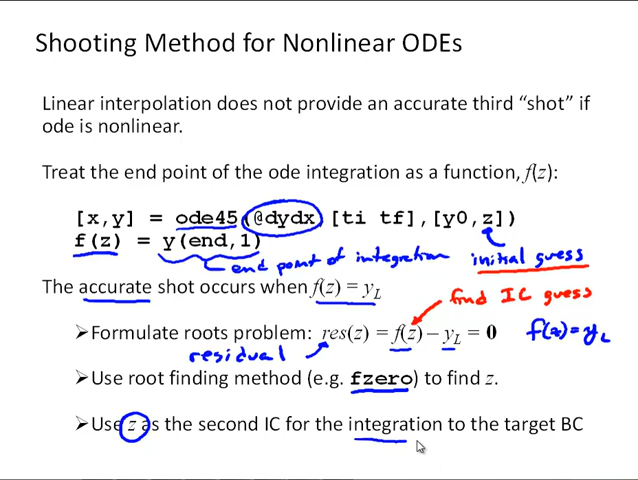 Shooting Method for Nonlinear ODEs
Linear interpolation does not provide an accurate third “shot” if
ode is nonlinear.
Treat the end point of the ode integration as a function, f(z):
[x,y] = ode45(@dydx,[ti tf],[y0,z])
f(z) = y(end,1)
end point of integration initial guess
The accurate shot occurs when f(z) = y_L
find IC guess
➢Formulate roots problem: res(z) = f(z) – y_L = 0 f(z)=y_L
residual
➢Use root finding method (e.g. fzero) to find z.
➢Use z as the second IC for the integration to the target BC